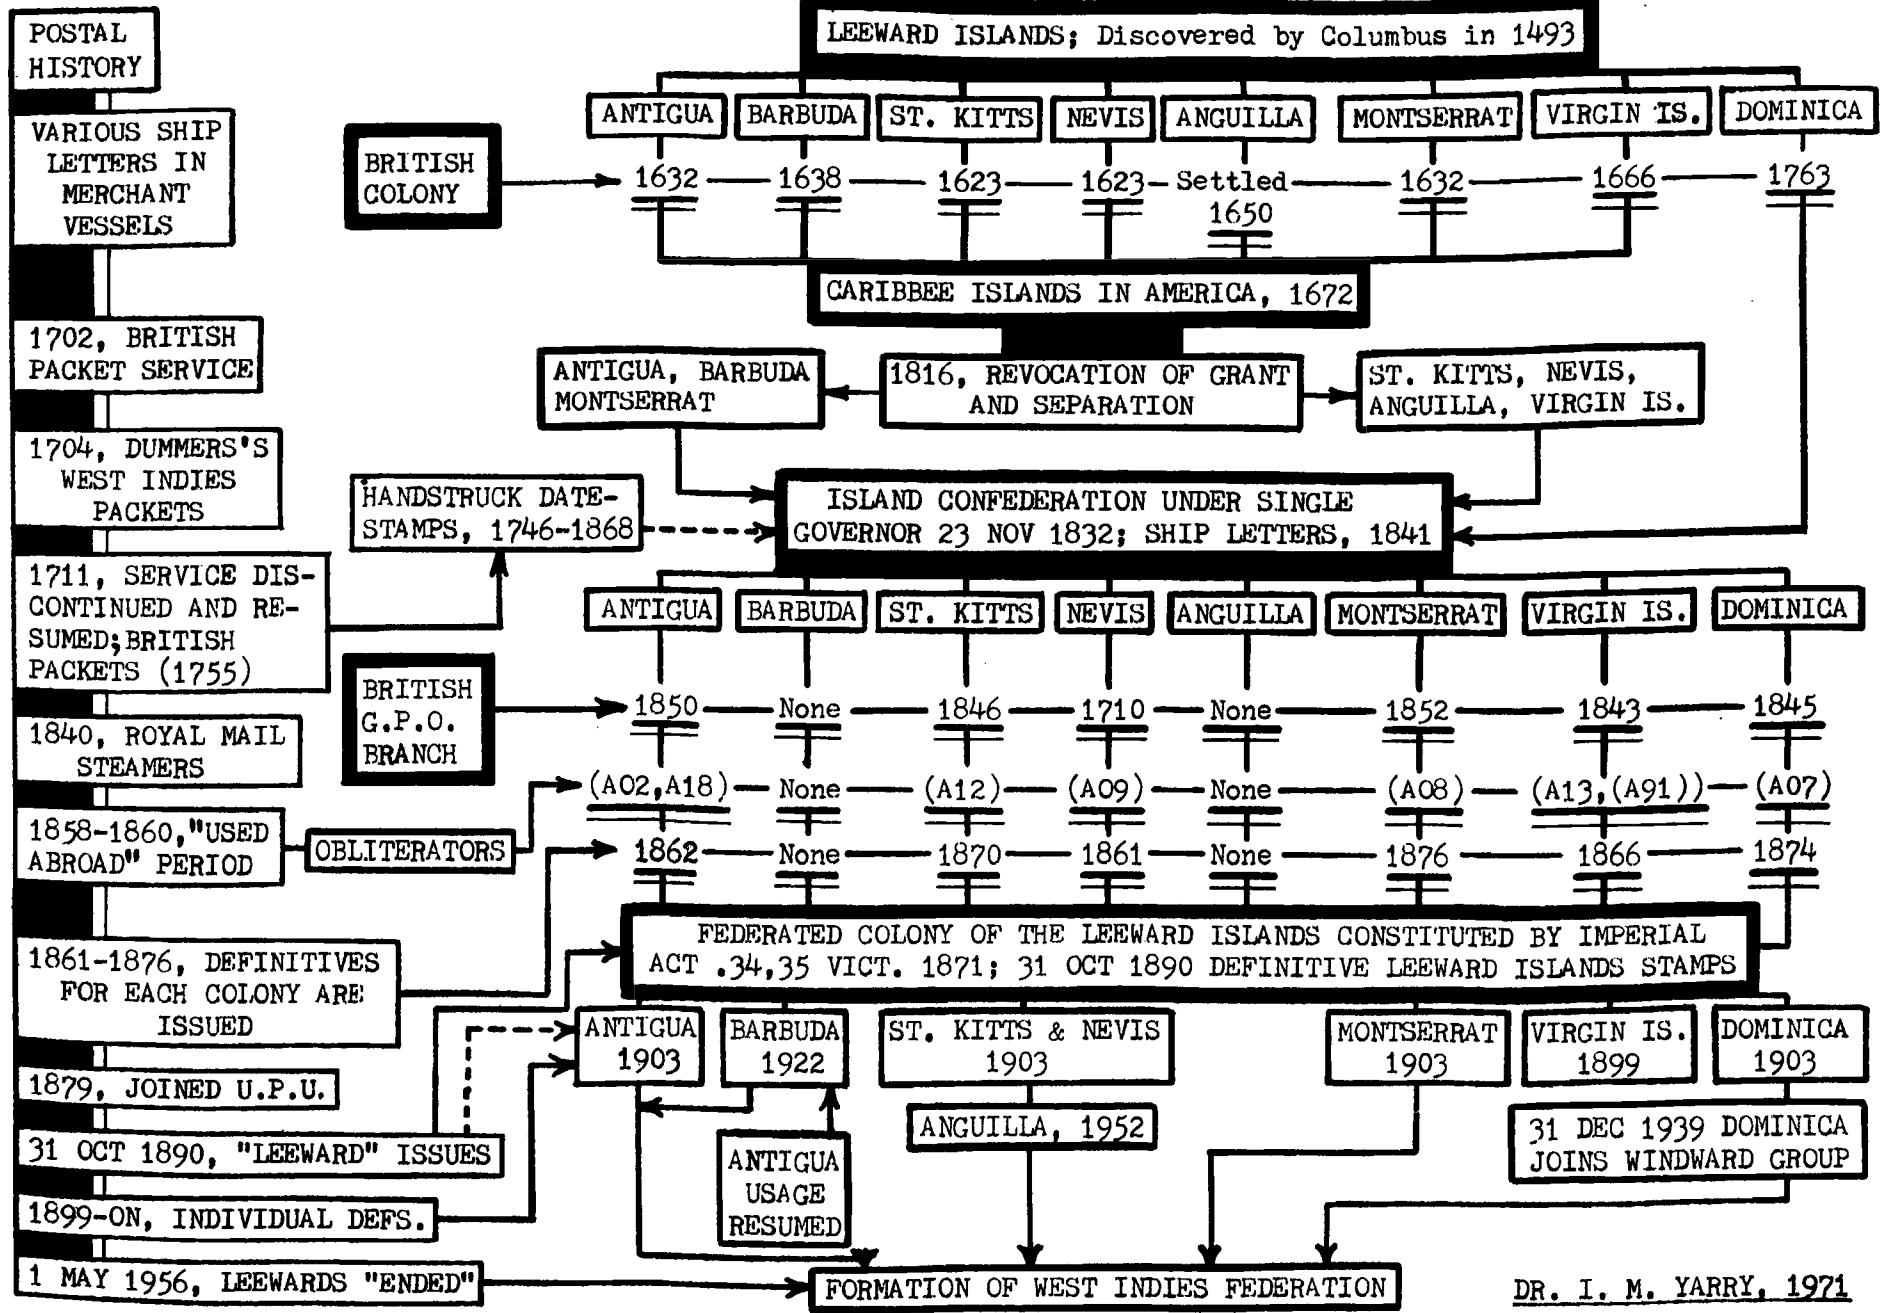 POSTAL
HISTORY
VARIOUS SHIP
LETTERS IN
MERCHANT
VESSELS
1702, BRITISH
PACKET SERVICE
1704, DUMMERS'S
WEST INDIES
PACKETS
1711, SERVICE DIS-
CONTINUED AND RE-
SUMED;BRITISH
PACKETS (1755)
1840, ROYAL MAIL
STEAMERS
1858-1860,"USED
ABROAD" PERIOD
1861-1876, DEFINITIVES
FOR EACH COLONY ARE
ISSUED
1879, JOINED U.P.U.
31 OCT 1890, "LEEWARD" ISSUES
1899-ON, INDIVIDUAL DEFS.
1 MAY 1956, LEEWARDS "ENDED"
LEEWARD ISLANDS; Discovered by Columbus in 1493
ANTIGUA BARBUDA ST. KITTS NEVIS ANGUILLA MONTSERRAT VIRGIN IS. DOMINICA
BRITISH
COLONY
1632 1638 1623 1623 Settled 1632 1666 1763
1650
CARIBBEE ISLANDS IN AMERICA, 1672
ANTIGUA, BARBUDA
MONTSERRAT
1816, REVOCATION OF GRANT
AND SEPARATION
ST. KITTS, NEVIS,
ANGUILLA, VIRGIN IS.
HANDSTRUCK DATE-
STAMPS, 1746-1868
ISLAND CONFEDERATION UNDER SINGLE
GOVERNOR 23 NOV 1832; SHIP LETTERS, 1841
ANTIGUA BARBUDA ST. KITTS NEVIS ANGUILLA MONTSERRAT VIRGIN IS. DOMINICA
BRITISH
G.P.O.
BRANCH
1850 None 1846 1710 None 1852 1843 1845
OBLITERATORS
(A02,A18) None (A12) (A09) None (A08) (A13,(A91)) (A07)
1862 None 1870 1861 None 1876 1866 1874
FEDERATED COLONY OF THE LEEWARD ISLANDS CONSTITUTED BY IMPERIAL
ACT .34,35 VICT. 1871; 31 OCT 1890 DEFINITIVE LEEWARD ISLANDS STAMPS
ANTIGUA
1903
BARBUDA
1922
ST. KITTS & NEVIS
1903
MONTSERRAT
1903
VIRGIN IS.
1899
DOMINICA
1903
ANGUILLA, 1952
ANTIGUA
USAGE
RESUMED
31 DEC 1939 DOMINICA
JOINS WINDWARD GROUP
FORMATION OF WEST INDIES FEDERATION
DR. I. M. YARRY, 1971